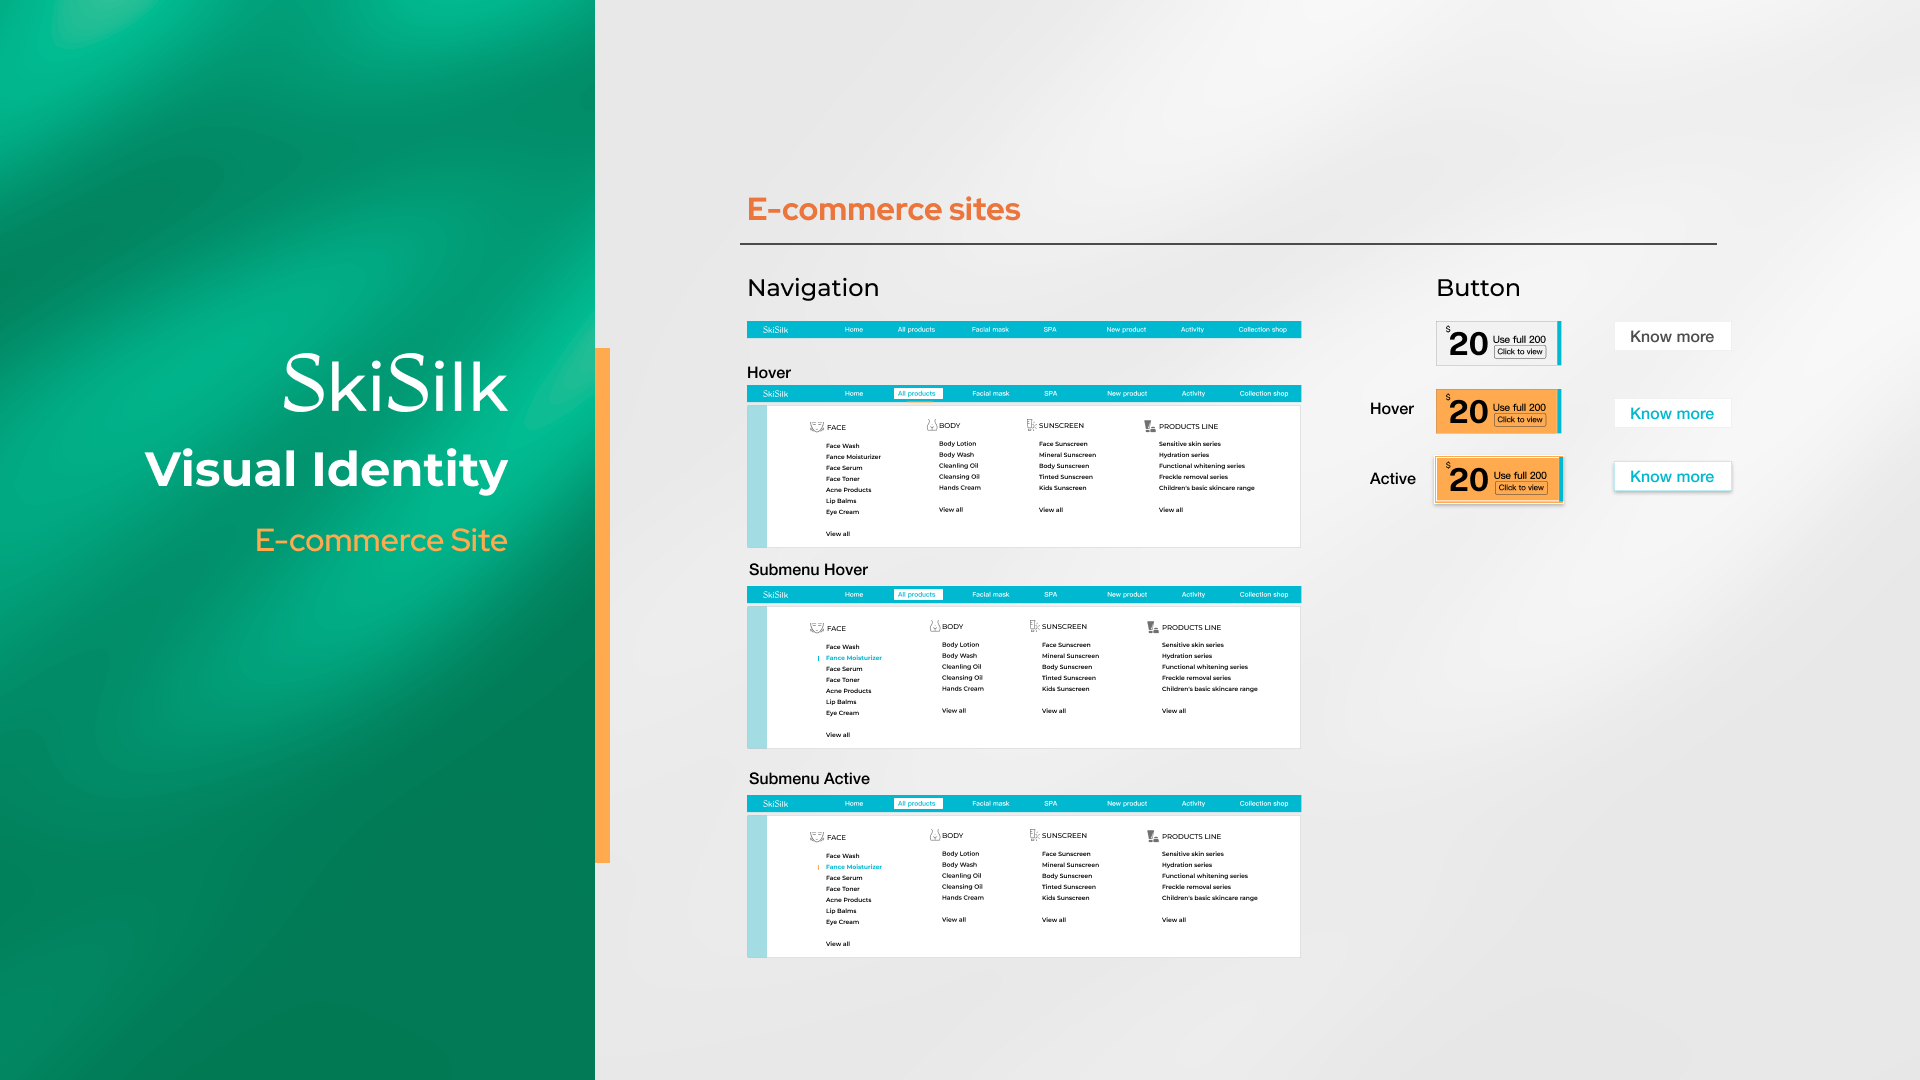 SkiSilk
Visual Identity
E-commerce Site
E-commerce sites
Navigation
SkiSilk Home All products Facial mask SPA New product Activity Collection shop
Hover
SkiSilk Home All products Facial mask SPA New product Activity Collection shop
FACE
Face Wash
Fance Moisturizer
Face Serum
Face Toner
Acne Products
Lip Balms
Eye Cream
View all
BODY
Body Lotion
Body Wash
Cleanling Oil
Cleansing Oil
Hands Cream
View all
SUNSCREEN
Face Sunscreen
Mineral Sunscreen
Body Sunscreen
Tinted Sunscreen
Kids Sunscreen
View all
PRODUCTS LINE
Sensitive skin series
Hydration series
Functional whitening series
Freckle removal series
Children's basic skincare range
View all
Submenu Hover
SkiSilk Home All products Facial mask SPA New product Activity Collection shop
FACE
Face Wash
Fance Moisturizer
Face Serum
Face Toner
Acne Products
Lip Balms
Eye Cream
View all
BODY
Body Lotion
Body Wash
Cleanling Oil
Cleansing Oil
Hands Cream
View all
SUNSCREEN
Face Sunscreen
Mineral Sunscreen
Body Sunscreen
Tinted Sunscreen
Kids Sunscreen
View all
PRODUCTS LINE
Sensitive skin series
Hydration series
Functional whitening series
Freckle removal series
Children's basic skincare range
View all
Submenu Active
SkiSilk Home All products Facial mask SPA New product Activity Collection shop
FACE
Face Wash
Fance Moisturizer
Face Serum
Face Toner
Acne Products
Lip Balms
Eye Cream
View all
BODY
Body Lotion
Body Wash
Cleanling Oil
Cleansing Oil
Hands Cream
View all
SUNSCREEN
Face Sunscreen
Mineral Sunscreen
Body Sunscreen
Tinted Sunscreen
Kids Sunscreen
View all
PRODUCTS LINE
Sensitive skin series
Hydration series
Functional whitening series
Freckle removal series
Children's basic skincare range
View all
Button
$20 Use full 200
Click to view
Know more
Hover
$20 Use full 200
Click to view
Know more
Active
$20 Use full 200
Click to view
Know more